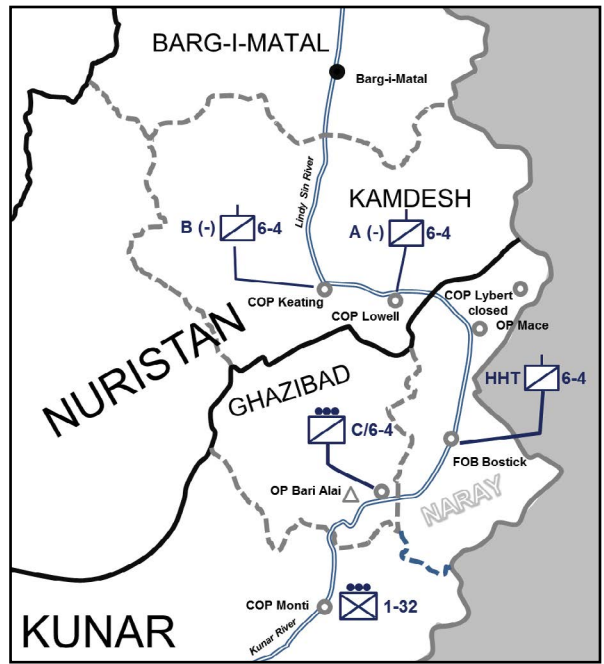 BARG-I-MATAL
Barg-i-Matal
Lindy Sin River
KAMDESH
B (-) 6-4
A (-) 6-4
COP Keating
COP Lowell
COP Lybert
closed
OP Mace
NURISTAN
GHAZIBAD
HHT 6-4
C/6-4
FOB Bostick
OP Bari Alai
NARAY
COP Monti
1-32
KUNAR
Kunar River